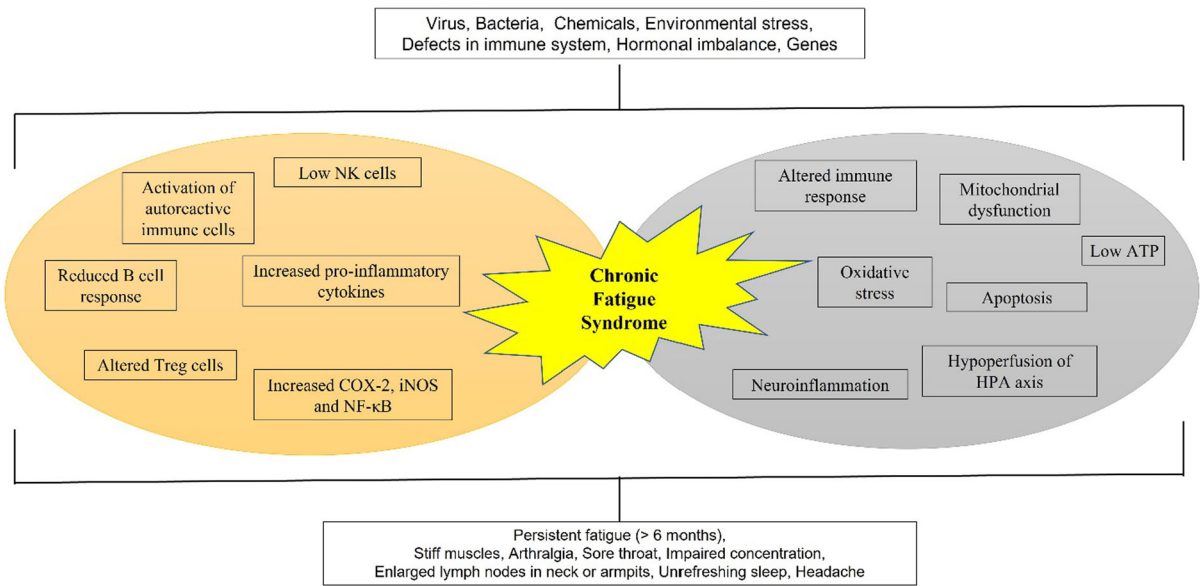 Virus, Bacteria, Chemicals, Environmental stress,
Defects in immune system, Hormonal imbalance, Genes
Low NK cells
Activation of
autoreactive
immune cells
Reduced B cell
response
Increased pro-inflammatory
cytokines
Altered Treg cells
Increased COX-2, iNOS
and NF-κB
Chronic
Fatigue
Syndrome
Altered immune
response
Mitochondrial
dysfunction
Low ATP
Oxidative
stress
Apoptosis
Neuroinflammation
Hypoperfusion of
HPA axis
Persistent fatigue (> 6 months),
Stiff muscles, Arthralgia, Sore throat, Impaired concentration,
Enlarged lymph nodes in neck or armpits, Unrefreshing sleep, Headache